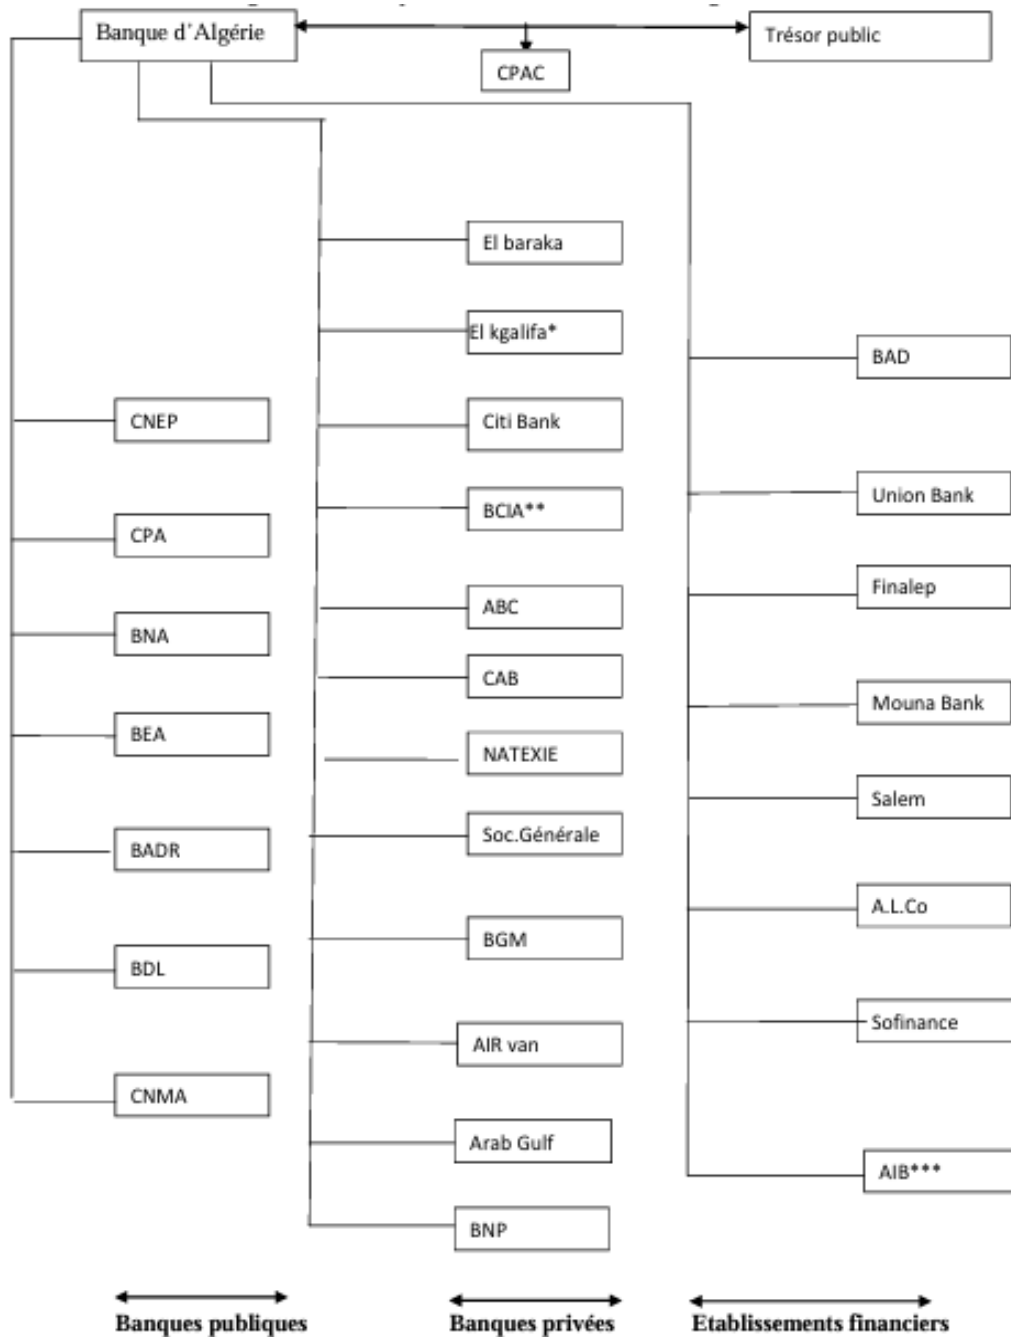 Banque d'Algérie
Trésor public
CPAC
El baraka
El kgalifa*
BAD
CNEP
Citi Bank
Union Bank
BCIA**
CPA
Finalep
ABC
BNA
CAB
Mouna Bank
BEA
NATEXIE
Salem
Soc.Générale
BADR
A.L.Co
BGM
BDL
Sofinance
AIR van
CNMA
Arab Gulf
AIB***
BNP
Banques publiques
Banques privées
Etablissements financiers